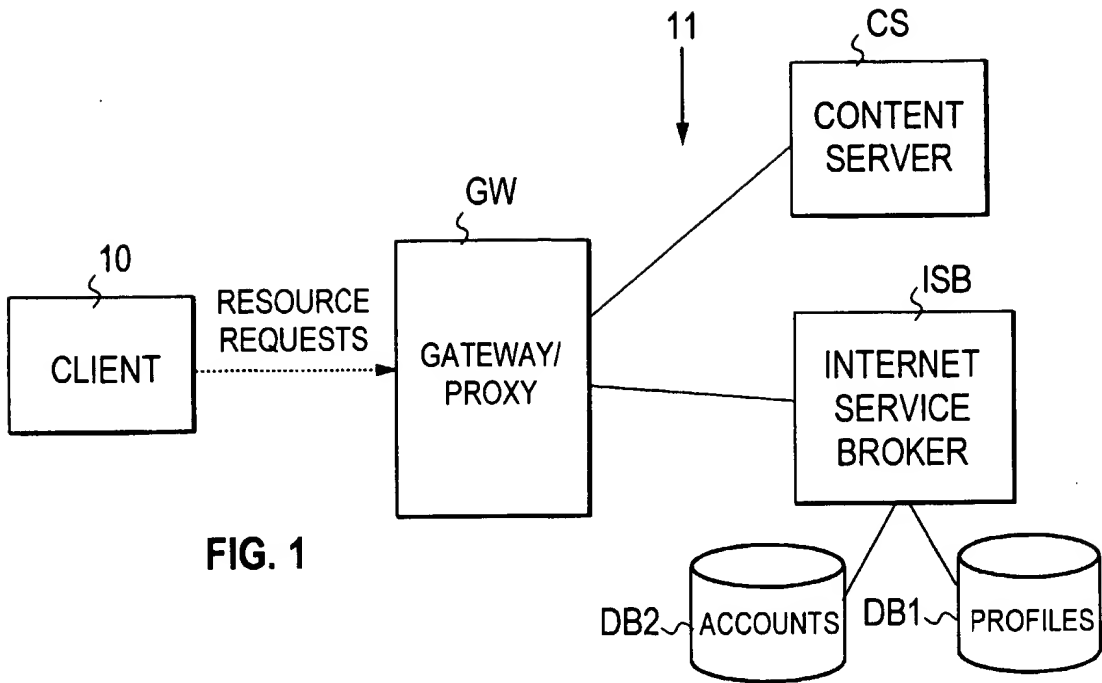 11
CS
CONTENT
SERVER
GW
10
RESOURCE
REQUESTS
CLIENT
GATEWAY/
PROXY
ISB
INTERNET
SERVICE
BROKER
FIG. 1
DB2
ACCOUNTS
DB1
PROFILES